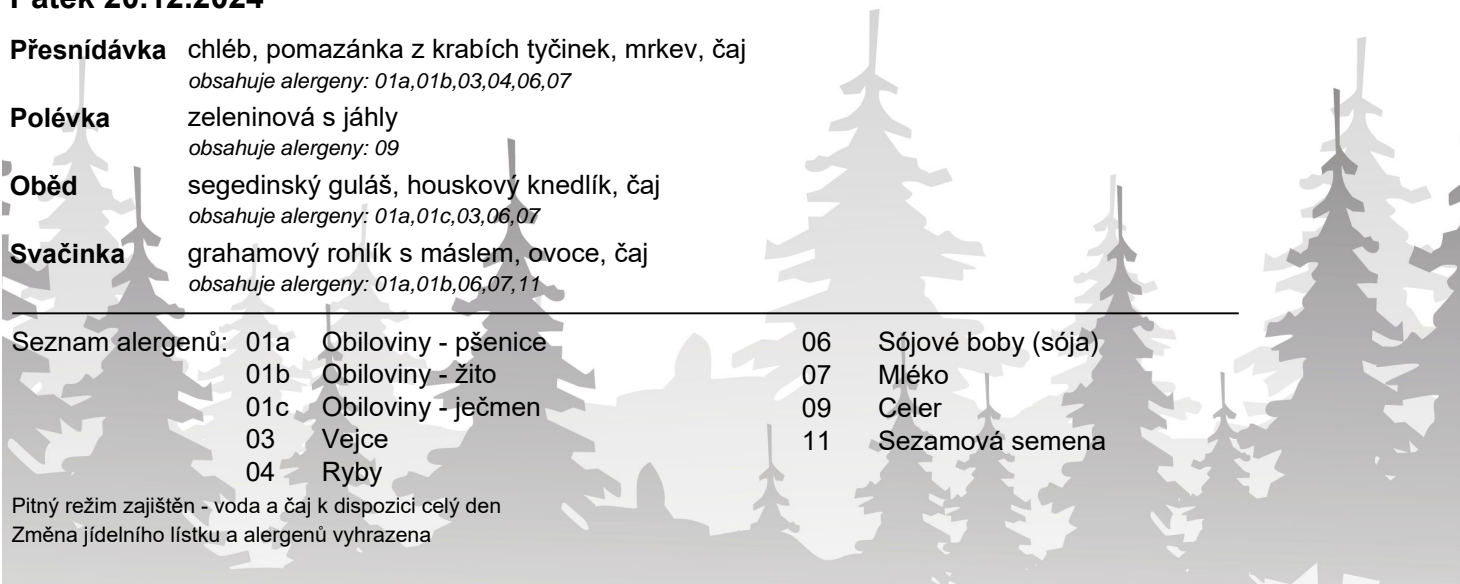 Pátek 20.12.2024
Přesnídávka chléb, pomazánka z krabích tyčinek, mrkev, čaj
obsahuje alergeny: 01a,01b,03,04,06,07
Polévka zeleninová s jáhly
obsahuje alergeny: 09
Oběd segedinský guláš, houskový knedlík, čaj
obsahuje alergeny: 01a,01c,03,06,07
Svačinka grahamový rohlík s máslem, ovoce, čaj
obsahuje alergeny: 01a,01b,06,07,11
Seznam alergenů: 01a Obiloviny - pšenice 06 Sójové boby (sója)
01b Obiloviny - žito 07 Mléko
01c Obiloviny - ječmen 09 Celer
03 Vejce 11 Sezamová semena
04 Ryby
Pitný režim zajištěn - voda a čaj k dispozici celý den
Změna jídelního lístku a alergenů vyhrazena